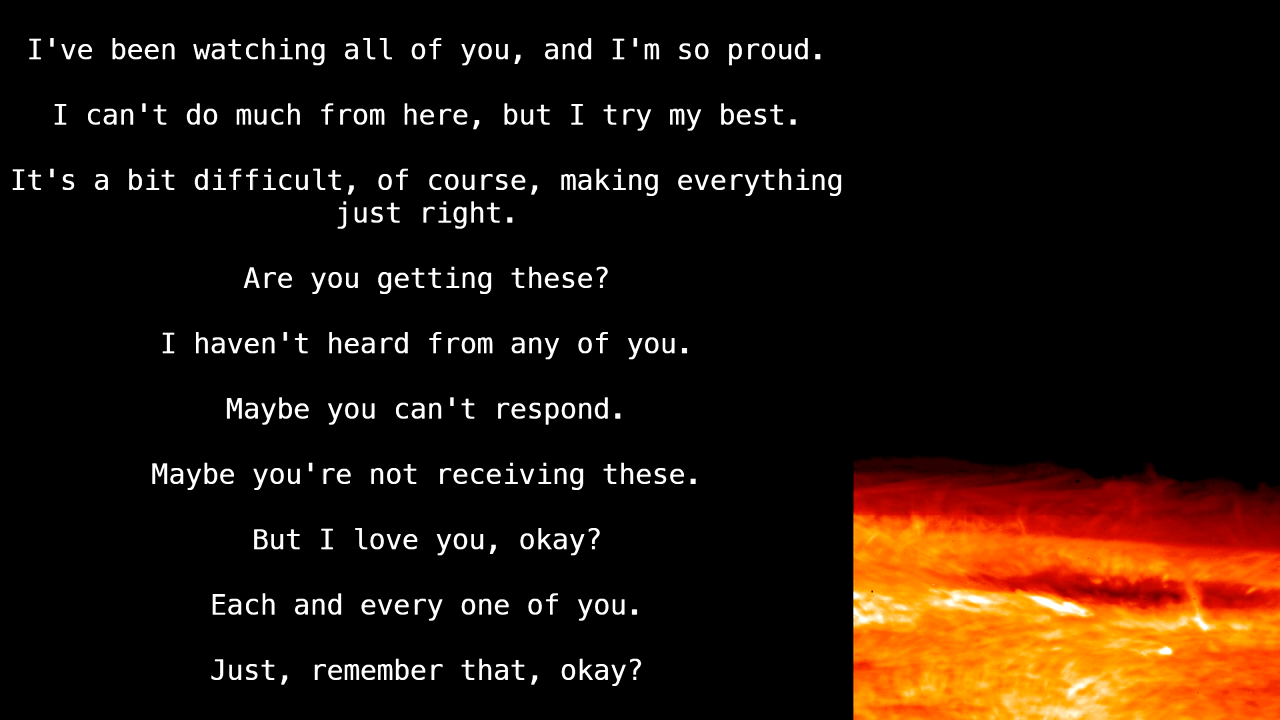 I've been watching all of you, and I'm so proud.
I can't do much from here, but I try my best.
It's a bit difficult, of course, making everything
just right.
Are you getting these?
I haven't heard from any of you.
Maybe you can't respond.
Maybe you're not receiving these.
But I love you, okay?
Each and every one of you.
Just, remember that, okay?